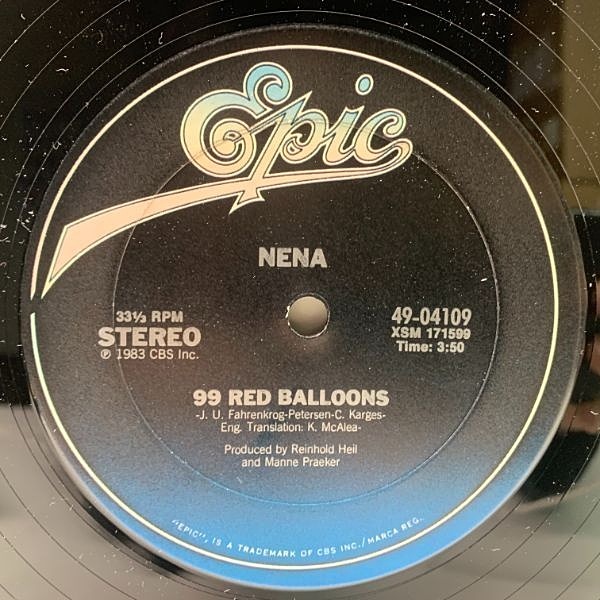 Epic
NENA
33⅓ RPM
STEREO
℗ 1983 CBS Inc.
49-04109
XSM 171599
Time: 3:50
99 RED BALLOONS
-J. U. Fahrenkrog-Petersen-C. Karges-
Eng. Translation: K. McAlea-
Produced by Reinhold Heil
and Manne Praeker
"EPIC", IS A TRADEMARK OF CBS INC./MARCA REG.